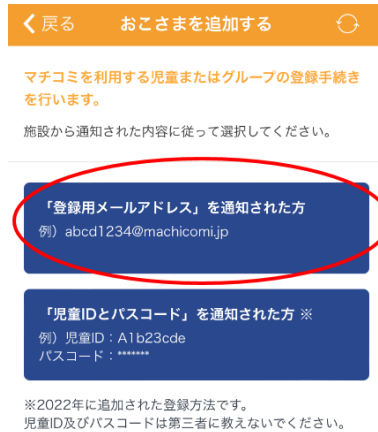 戻る おこさまを追加する
マチコミを利用する児童またはグループの登録手続き
を行います。
施設から通知された内容に従って選択してください。
「登録用メールアドレス」を通知された方
例）abcd1234@machicomi.jp
「児童IDとパスコード」を通知された方 ※
例）児童ID：A1b23cde
パスコード：*******
※2022年に追加された登録方法です。
児童ID及びパスコードは第三者に教えないでください。